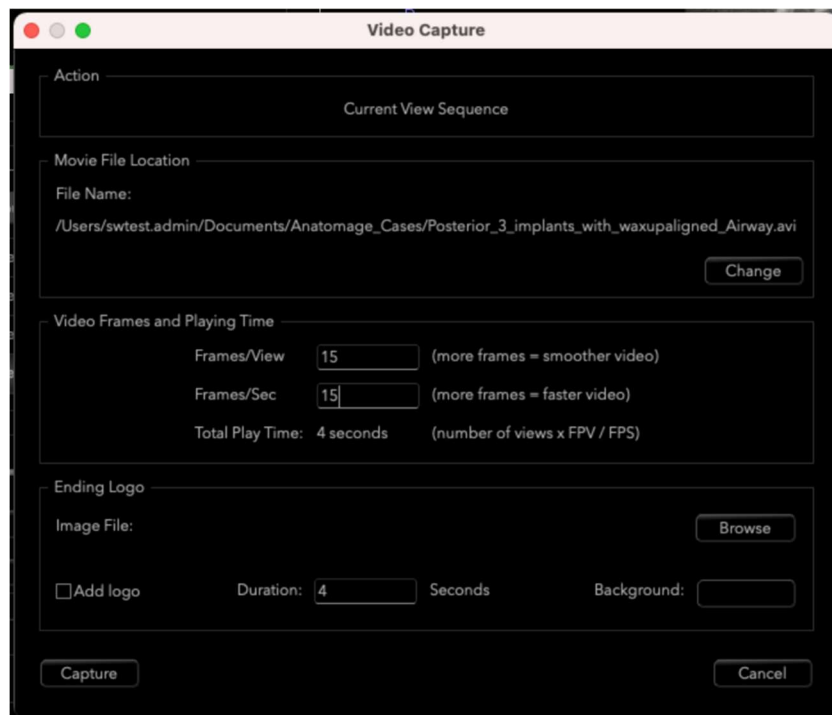 Video Capture
Action
Current View Sequence
Movie File Location
File Name:
/Users/swtest.admin/Documents/Anatomage_Cases/Posterior_3_implants_with_waxupaligned_Airway.avi
Change
Video Frames and Playing Time
Frames/View 15 (more frames = smoother video)
Frames/Sec 15 (more frames = faster video)
Total Play Time: 4 seconds (number of views x FPV / FPS)
Ending Logo
Image File: Browse
Add logo Duration: 4 Seconds Background:
Capture Cancel